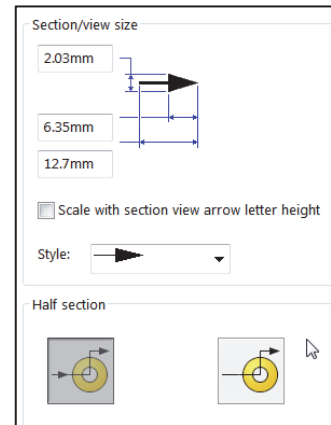 Section/view size
2.03mm
6.35mm
12.7mm
Scale with section view arrow letter height
Style:
Half section